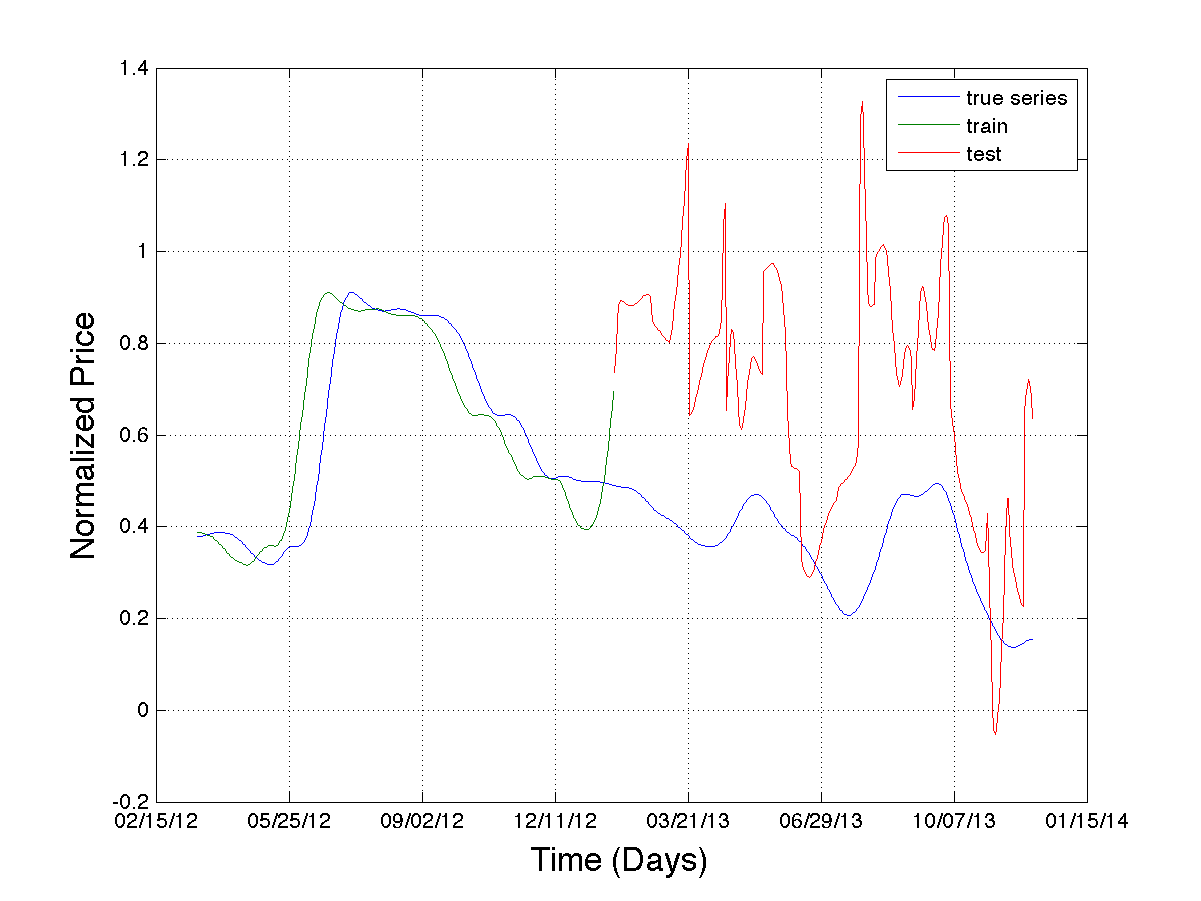 1.4
true series
train
test
1.2
1
0.8
0.6
0.4
0.2
0
-0.2
Normalized Price
02/15/12 05/25/12 09/02/12 12/11/12 03/21/13 06/29/13 10/07/13 01/15/14
Time (Days)